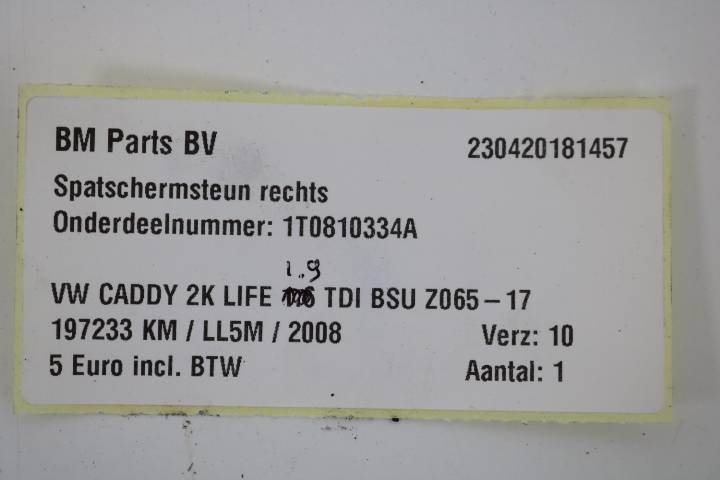 BM Parts BV 230420181457
Spatschermsteun rechts
Onderdeelnummer: 1T0810334A
1.9
VW CADDY 2K LIFE TDI BSU Z065-17
197233 KM / LL5M / 2008 Verz: 10
5 Euro incl. BTW Aantal: 1